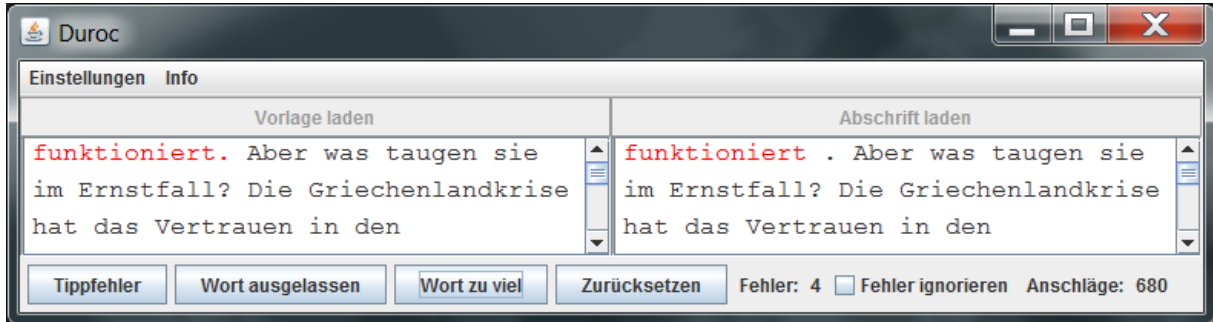 Duroc
Einstellungen Info
Vorlage laden Abschrift laden
funktioniert. Aber was taugen sie
im Ernstfall? Die Griechenlandkrise
hat das Vertrauen in den
funktioniert . Aber was taugen sie
im Ernstfall? Die Griechenlandkrise
hat das Vertrauen in den
Tippfehler Wort ausgelassen Wort zu viel Zurücksetzen Fehler: 4 Fehler ignorieren Anschläge: 680